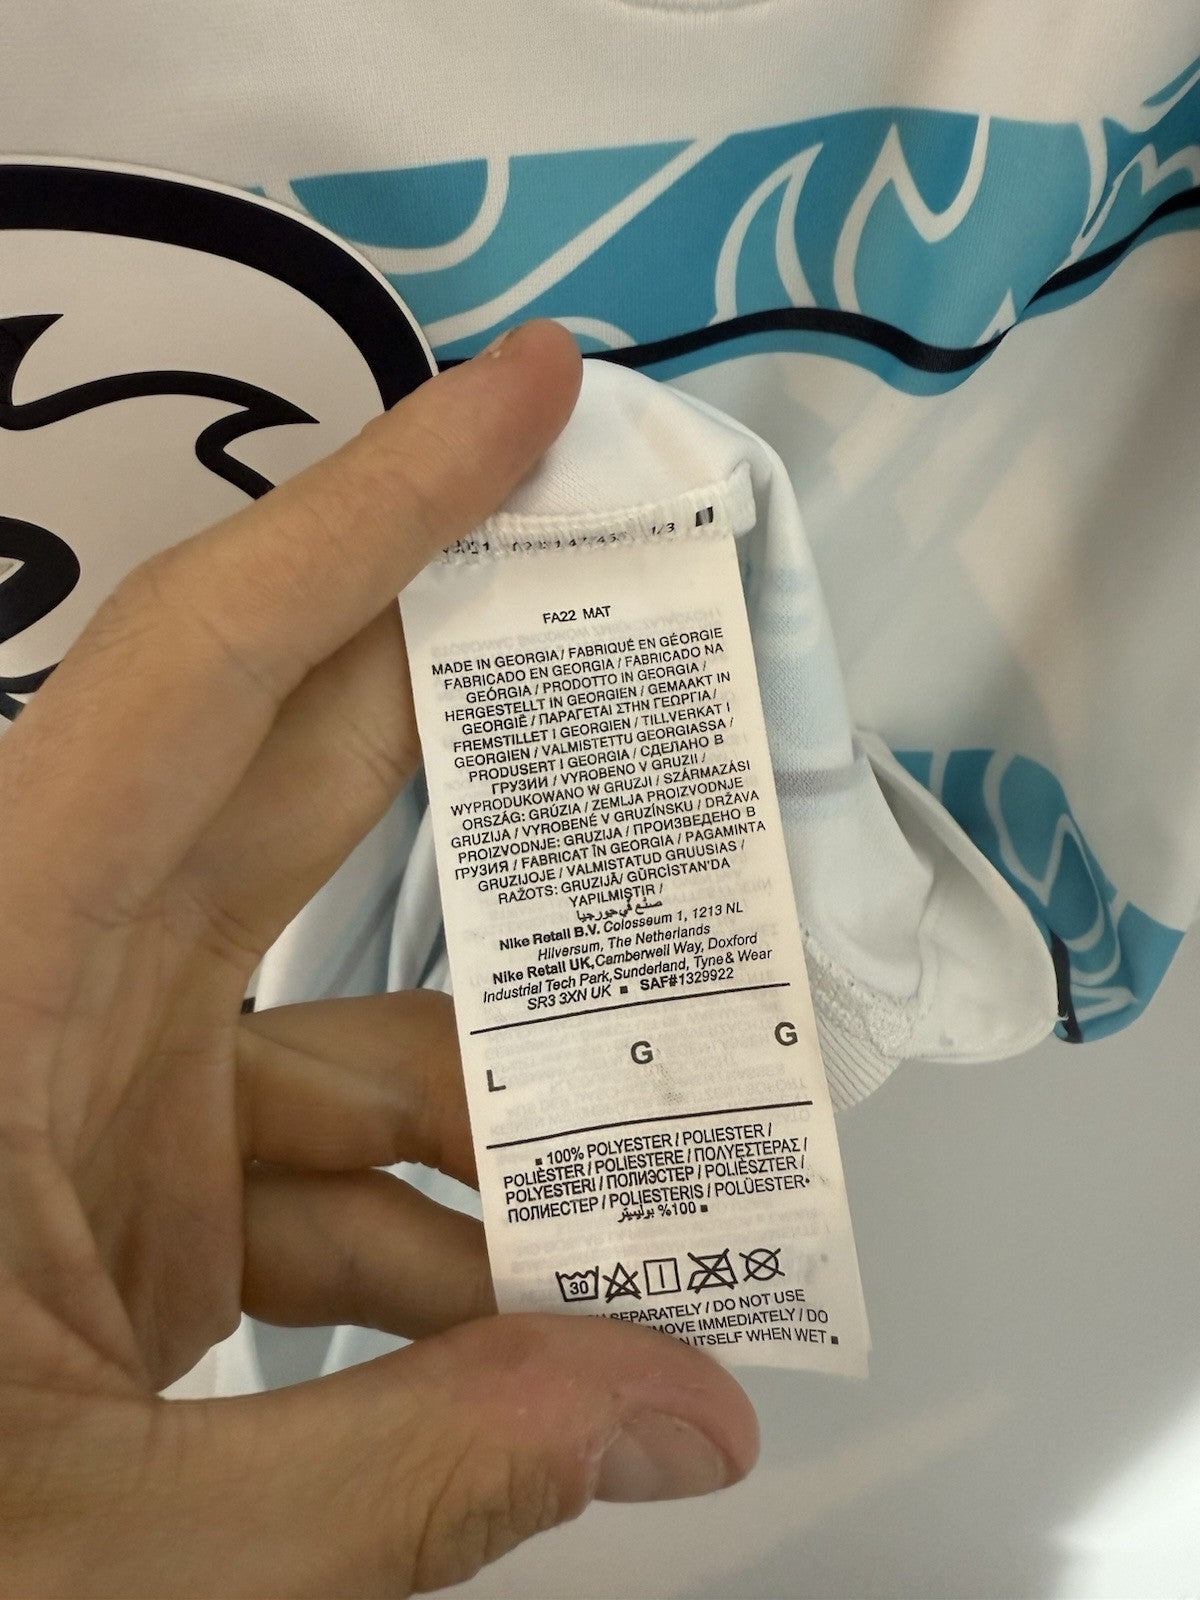 1/3
FA22 MAT
MADE IN GEORGIA / FABRIQUÉ EN GÉORGIE
FABRICADO EN GEORGIA / FABRICADO NA
GEÓRGIA / PRODOTTO IN GEORGIA /
HERGESTELLT IN GEORGIEN / GEMAAKT IN
GEORGIË / ΠΑΡΑΓΕΤΑΙ ΣΤΗΝ ΓΕΩΡΓΙΑ /
FREMSTILLET I GEORGIEN / TILLVERKAT I
GEORGIEN / VALMISTETTU GEORGIASSA /
PRODUSERT I GEORGIA / СДЕЛАНО В
ГРУЗИИ / VYROBENO V GRUZII /
WYPRODUKOWANO W GRUZJI / SZÁRMAZÁSI
ORSZÁG: GRÚZIA / ZEMLJA PROIZVODNJE
GRUZIJA / VYROBENÉ V GRUZÍNSKU / DRŽAVA
PROIZVODNJE: GRUZIJA / ПРОИЗВЕДЕНО В
ГРУЗИЯ / FABRICAT ÎN GEORGIA / PAGAMINTA
GRUZIJOJE / VALMISTATUD GRUUSIAS /
RAŽOTS: GRUZIJĀ/ GÜRCİSTAN'DA
YAPILMIŞTIR /
صنع في جورجيا
Nike Retail B.V. Colosseum 1, 1213 NL
Hilversum, The Netherlands
Nike Retail UK, Camberwell Way, Doxford
Industrial Tech Park, Sunderland, Tyne & Wear
SR3 3XN UK ■ SAF#1329922
L G G
■ 100% POLYESTER / POLIESTER /
POLIÉSTER / POLIESTERE / ΠΟΛΥΕΣΤΕΡΑΣ /
POLYESTERI / ПОЛИЭСТЕР / POLIÉSZTER /
ПОЛИЕСТЕР / POLIESTERIS / POLÜESTER•
%100 بوليستر ■
30
SEPARATELY / DO NOT USE
IMMEDIATELY / DO
ITSELF WHEN WET ■